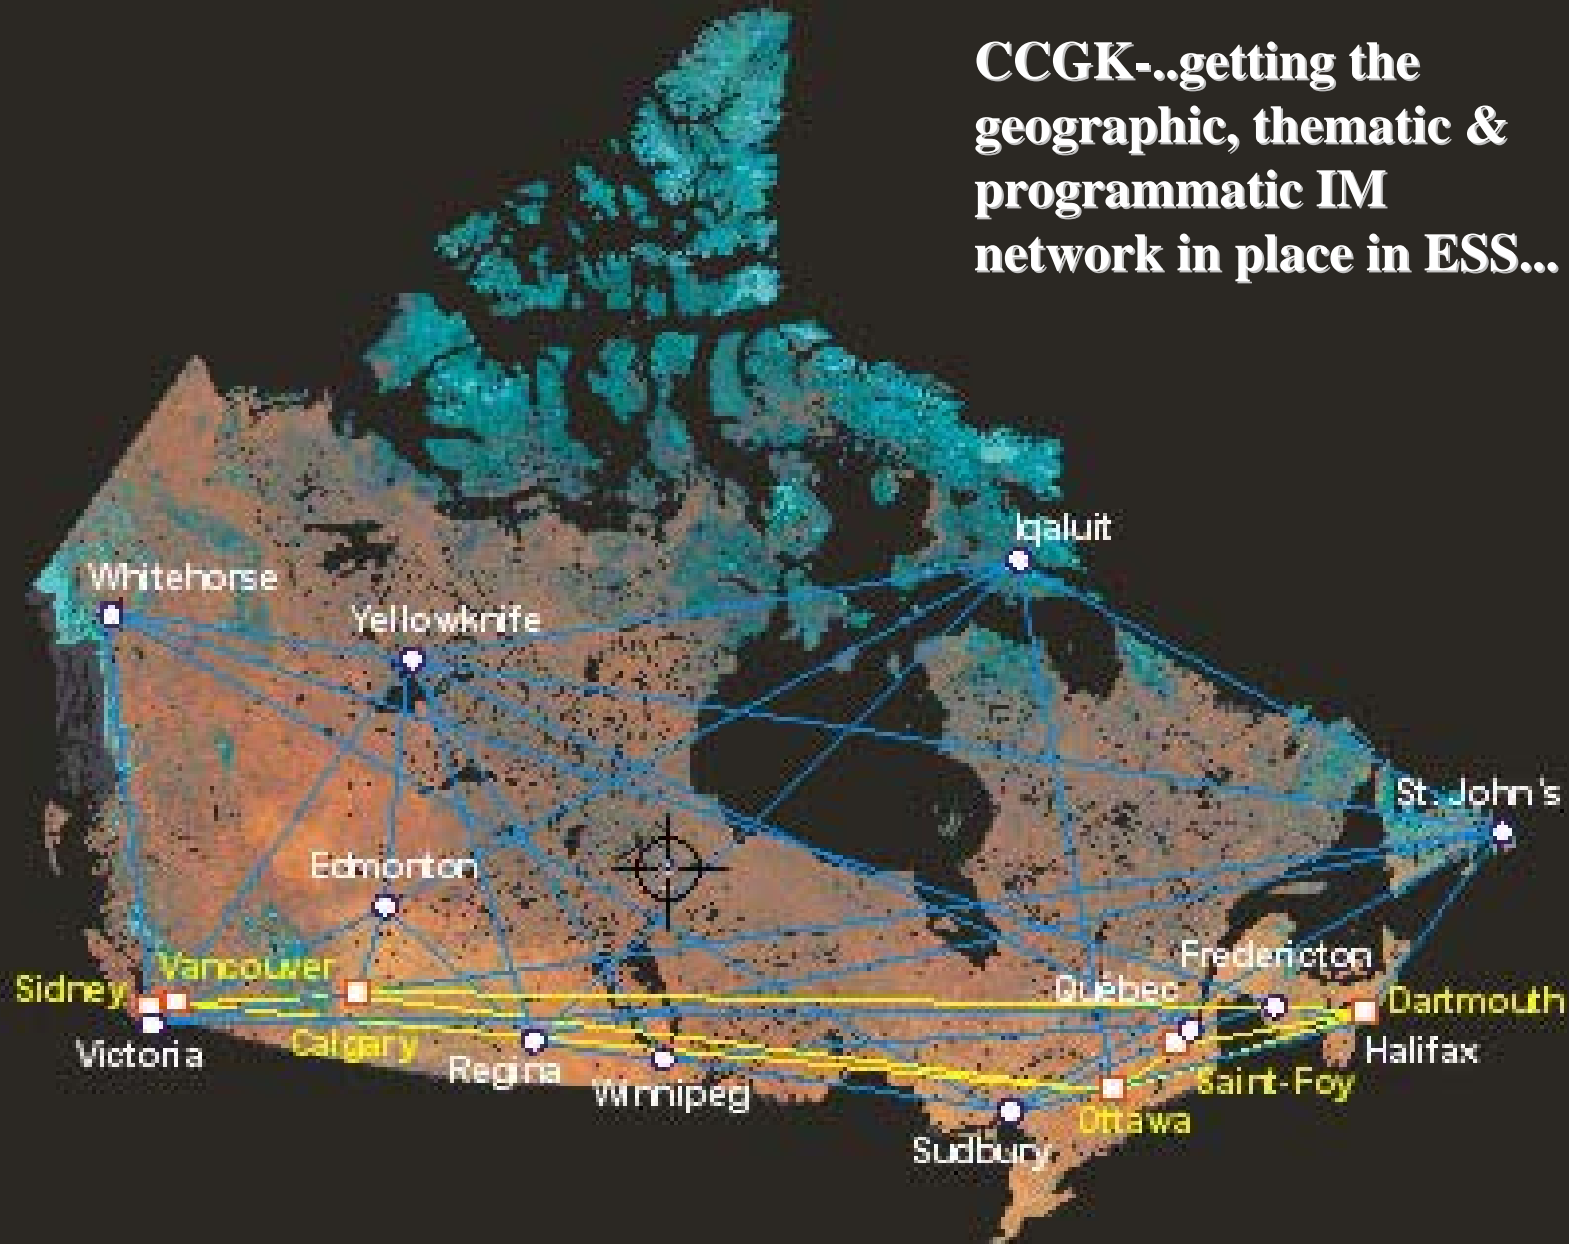 CCGK-..getting the
geographic, thematic &
programmatic IM
network in place in ESS...
Iqaluit
Whitehorse
Yellowknife
St. John's
Edmonton
Fredericton
Vancouver
Sidney
Québec
Dartmouth
Calgary
Victoria
Halifax
Regina
Winnipeg
Saint-Foy
Ottawa
Sudbury